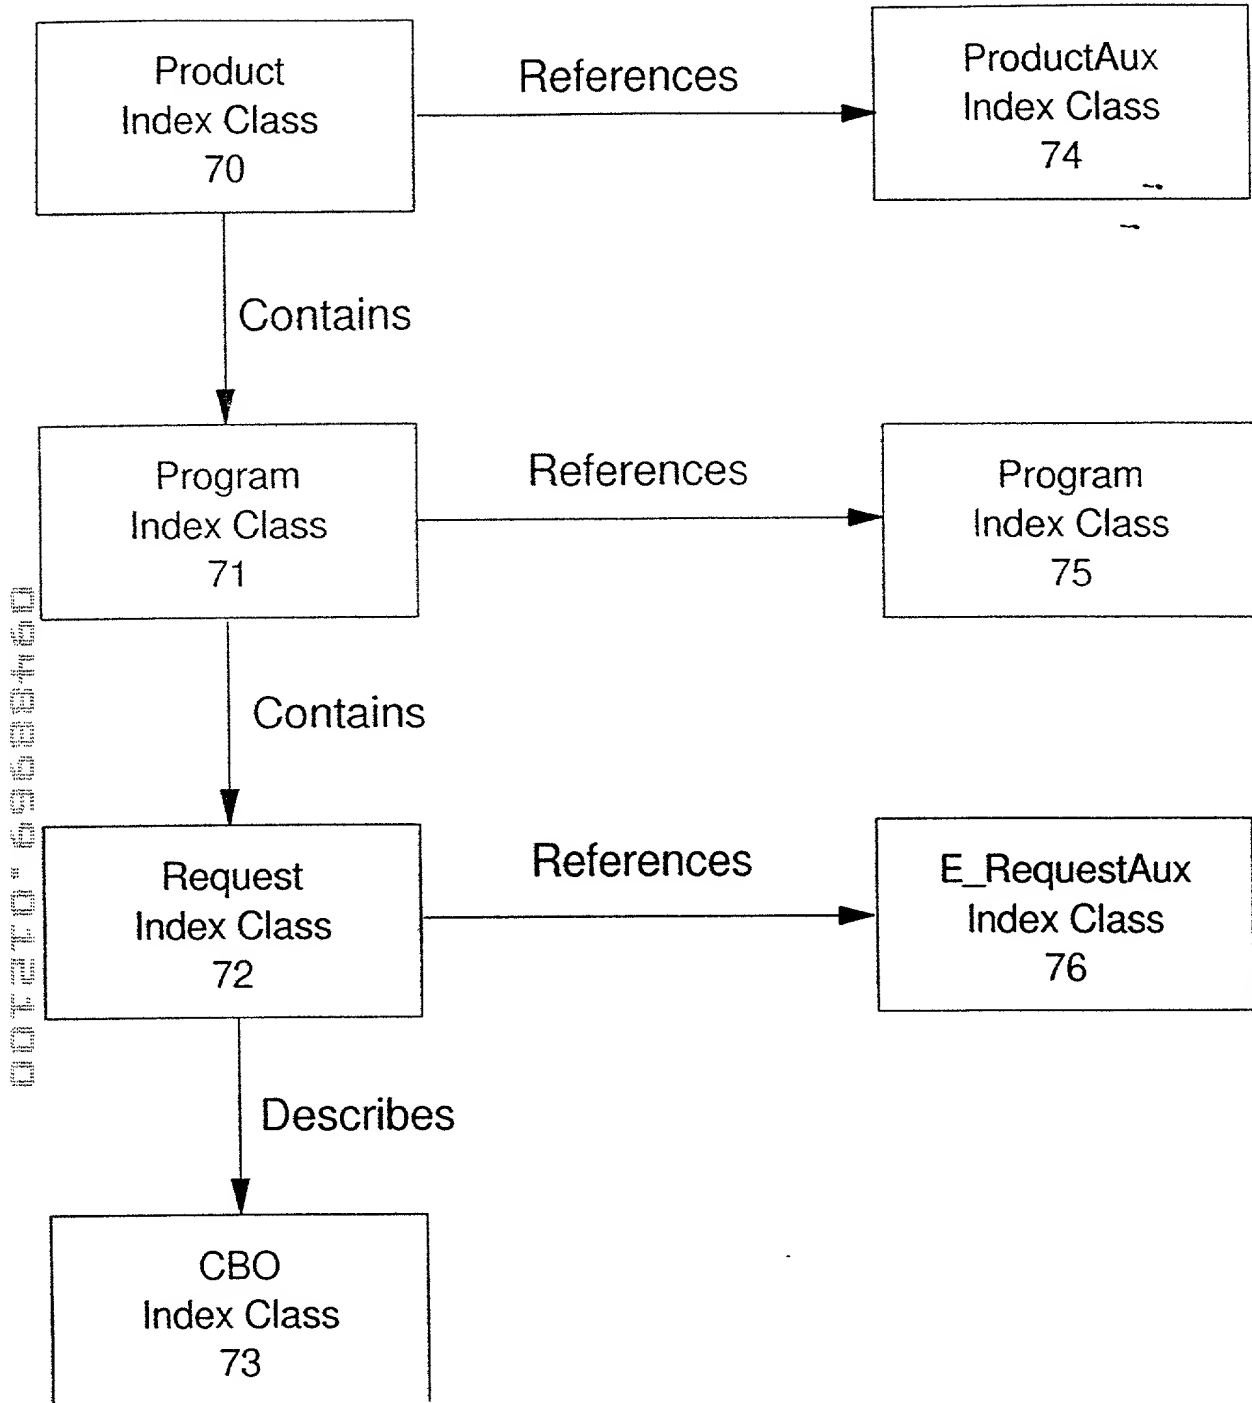 Product
Index Class
70
References
ProductAux
Index Class
74
Contains
Program
Index Class
71
References
Program
Index Class
75
Contains
Request
Index Class
72
References
E_RequestAux
Index Class
76
Describes
CBO
Index Class
73